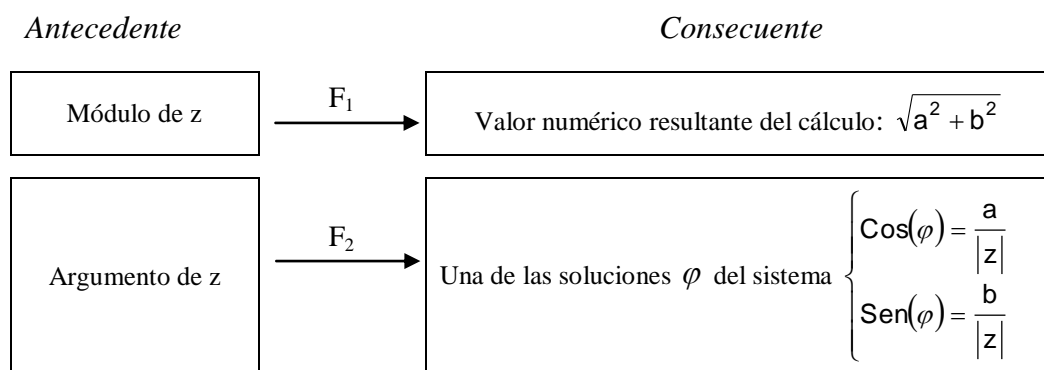 Antecedente Consecuente
Módulo de z F₁ Valor numérico resultante del cálculo: √(a² + b²)
Argumento de z F₂ Una de las soluciones φ del sistema { Cos(φ) = a/|z|
Sen(φ) = b/|z|